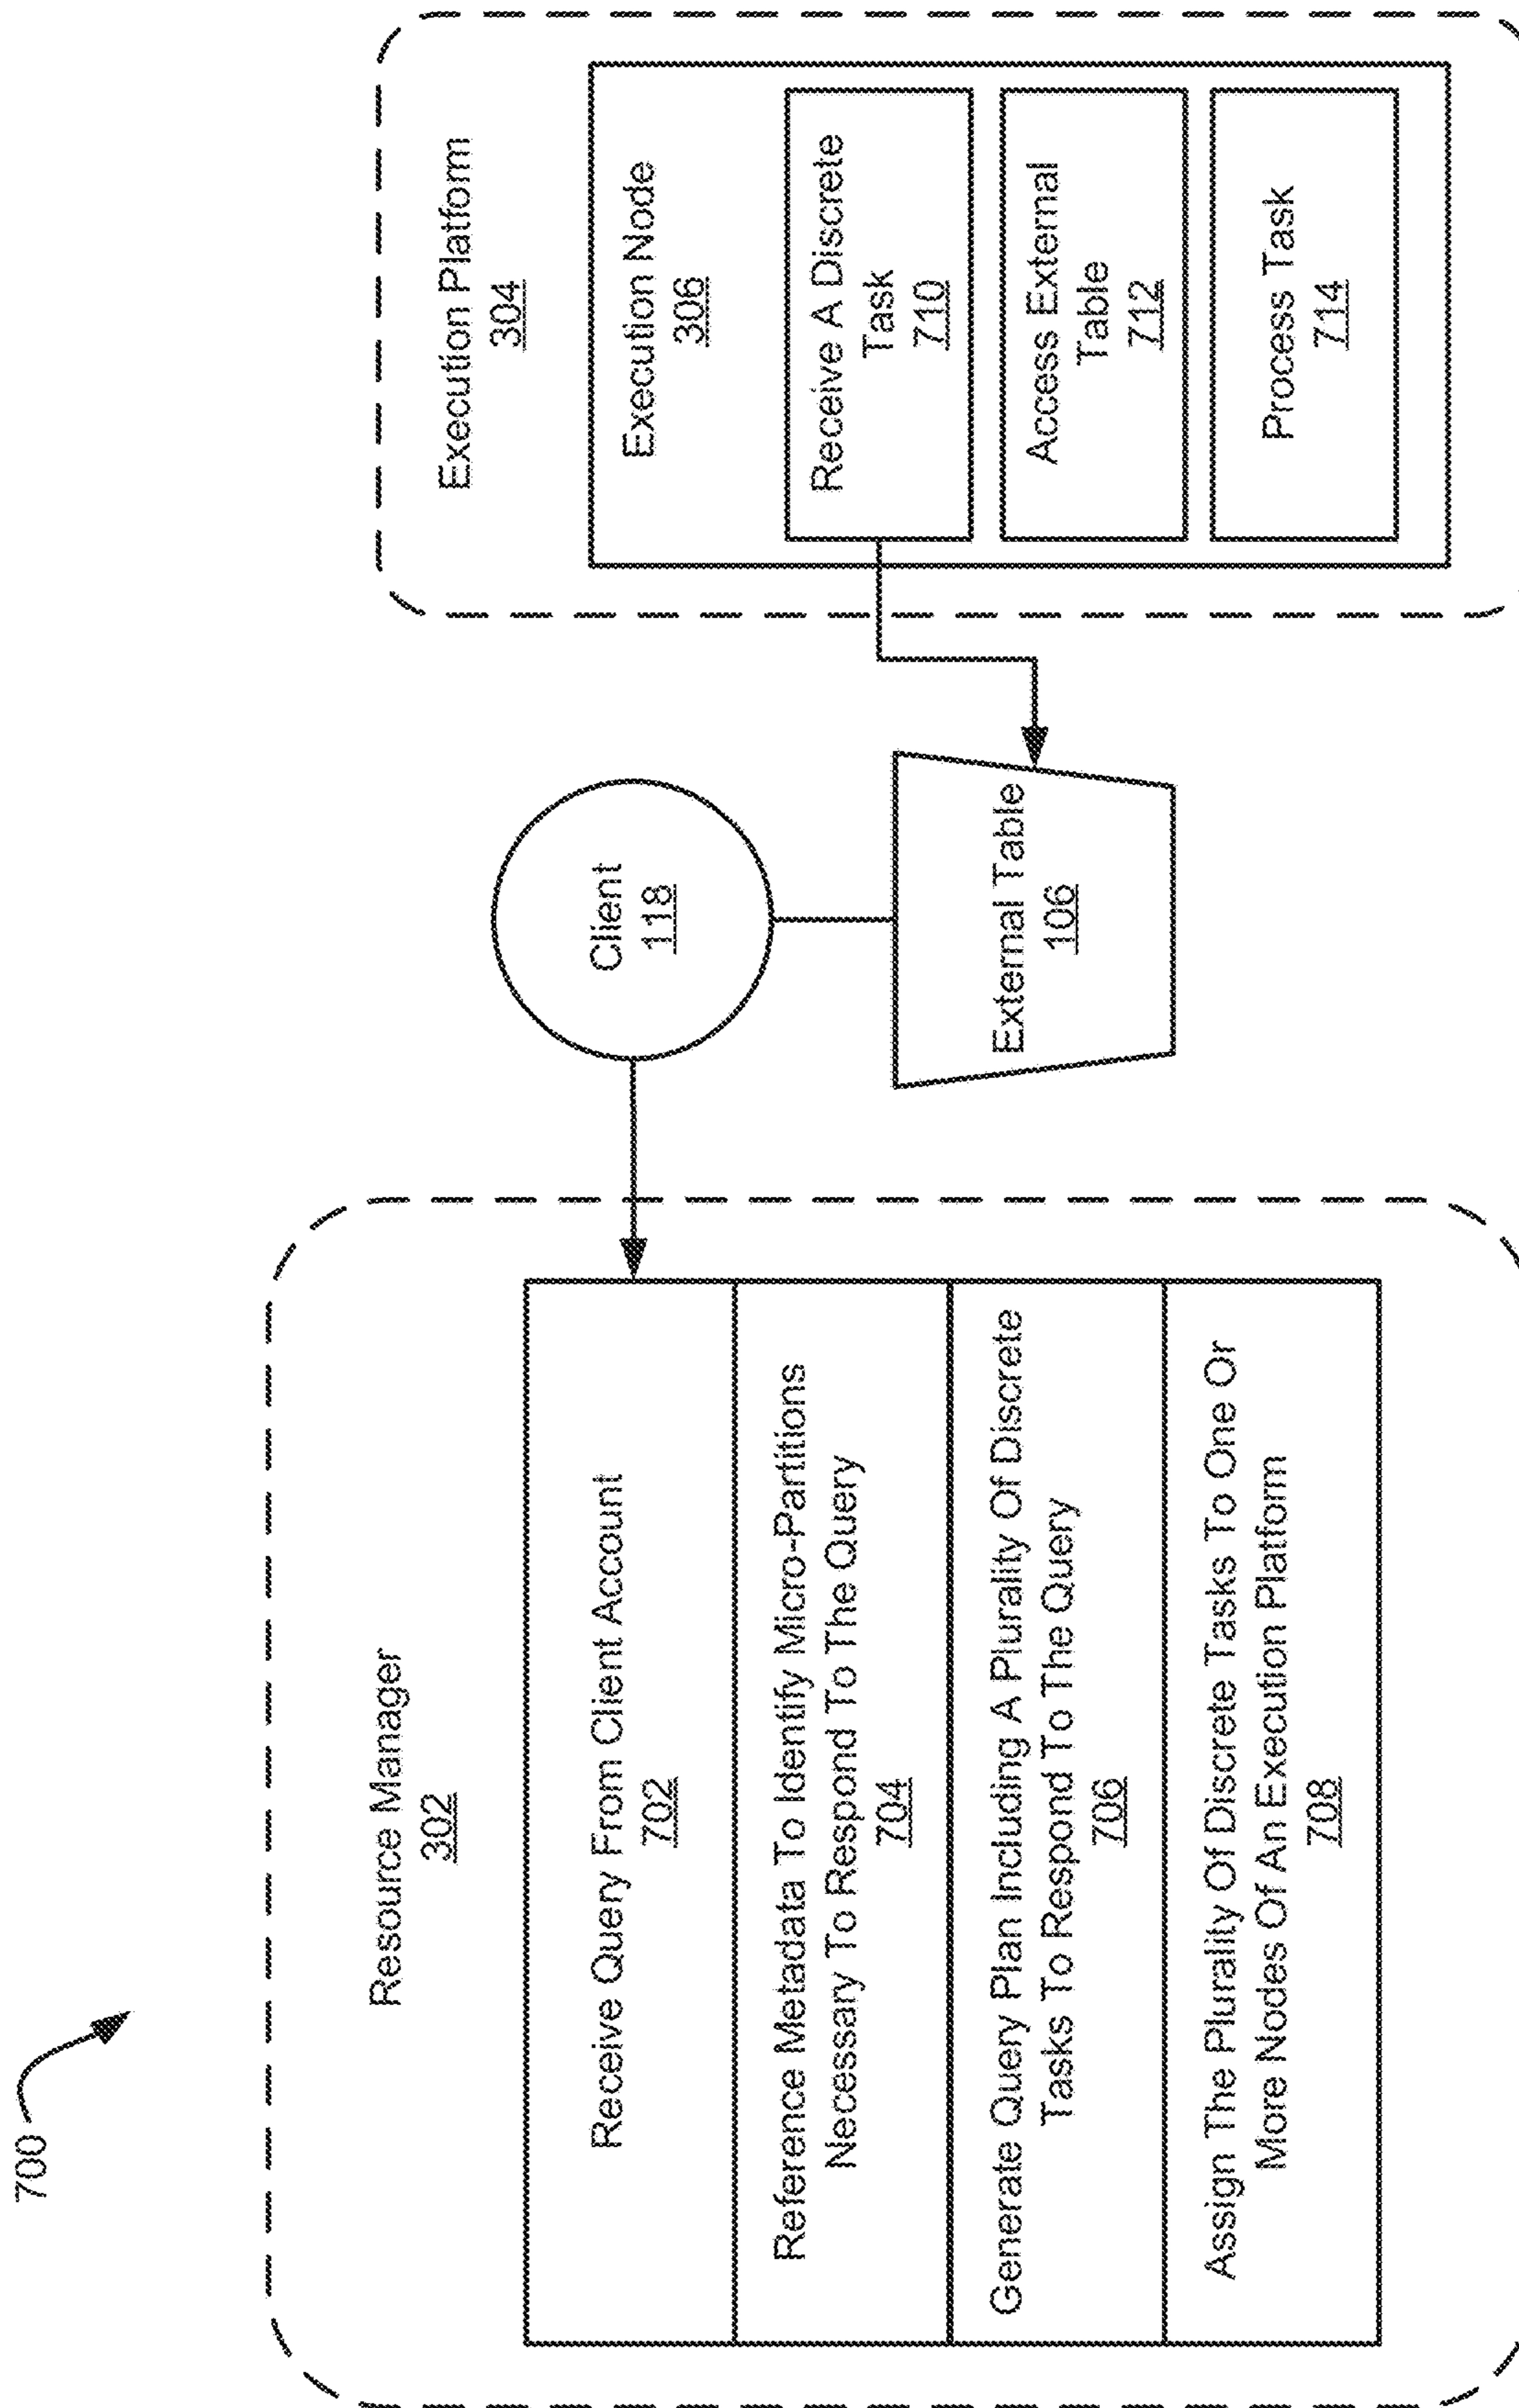 700
Resource Manager
302
Receive Query From Client Account
702
Reference Metadata To Identify Micro-Partitions
Necessary To Respond To The Query
704
Generate Query Plan Including A Plurality Of Discrete
Tasks To Respond To The Query
706
Assign The Plurality Of Discrete Tasks To One Or
More Nodes Of An Execution Platform
708
Client
118
External Table
106
Execution Platform
304
Execution Node
306
Receive A Discrete
Task
710
Access External
Table
712
Process Task
714